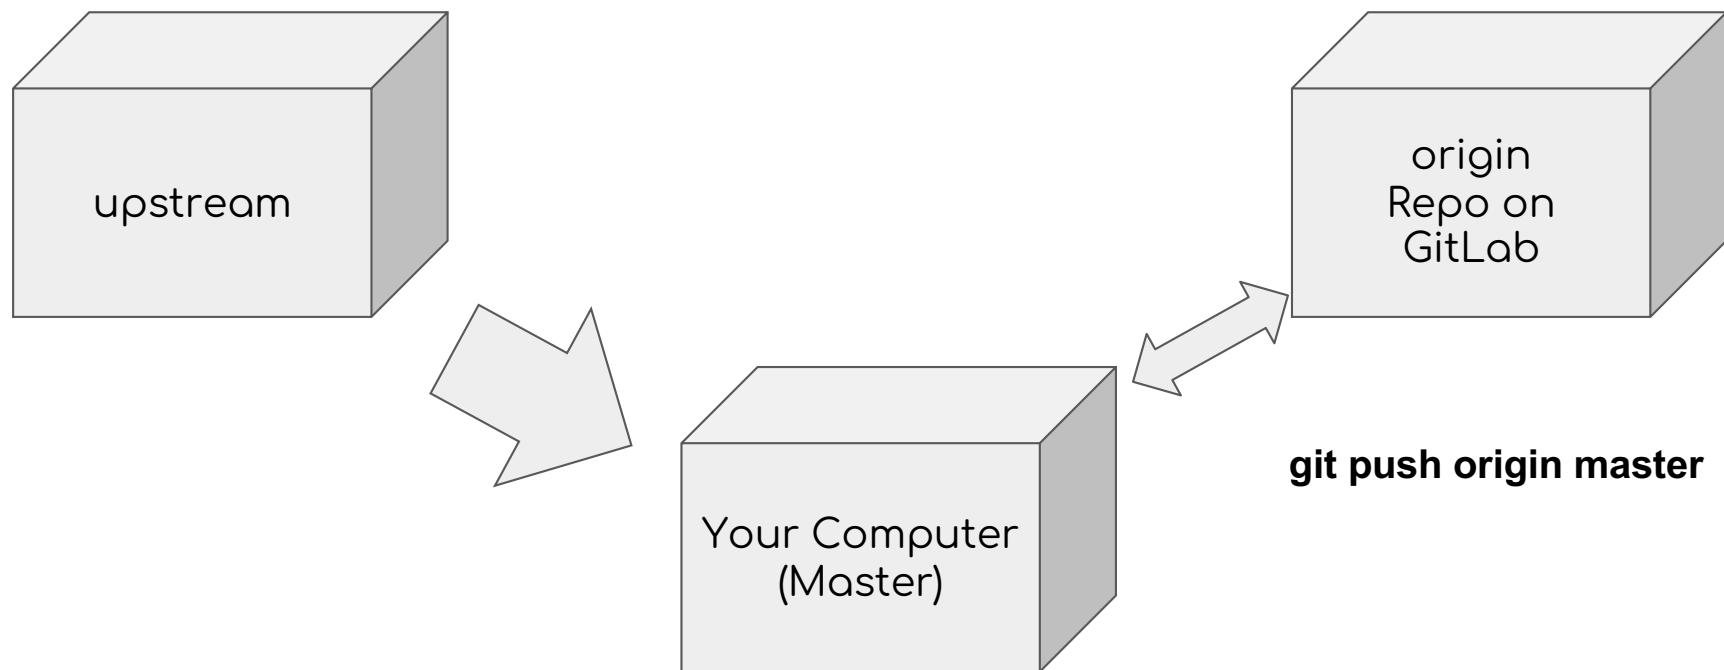 upstream
origin
Repo on
GitLab
git push origin master
Your Computer
(Master)